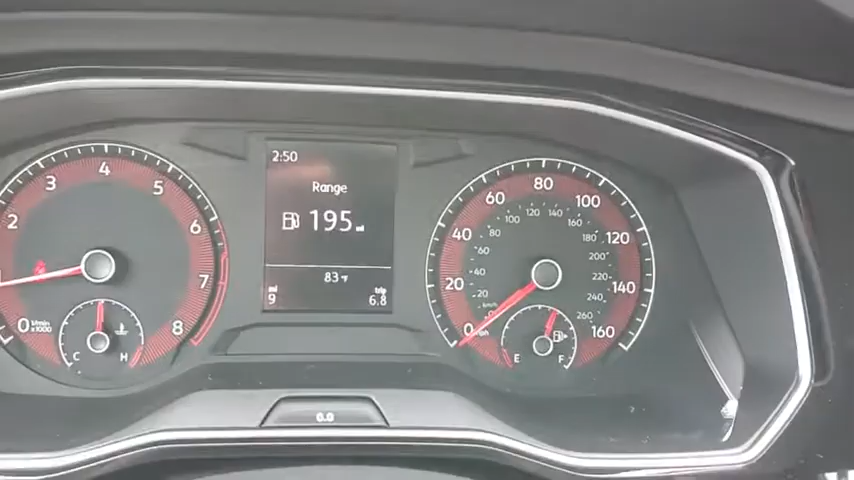 2:50
Range
195 mi
83°F
mi
9
trip
6.8
0 2 3 4 5 6 7 8
1/min
x1000
C H
0 20 40 60 80 100 120 140 160
mph
km/h
20 40 60 80 100 120 140 160 180 200 220 240 260
E F
0.0